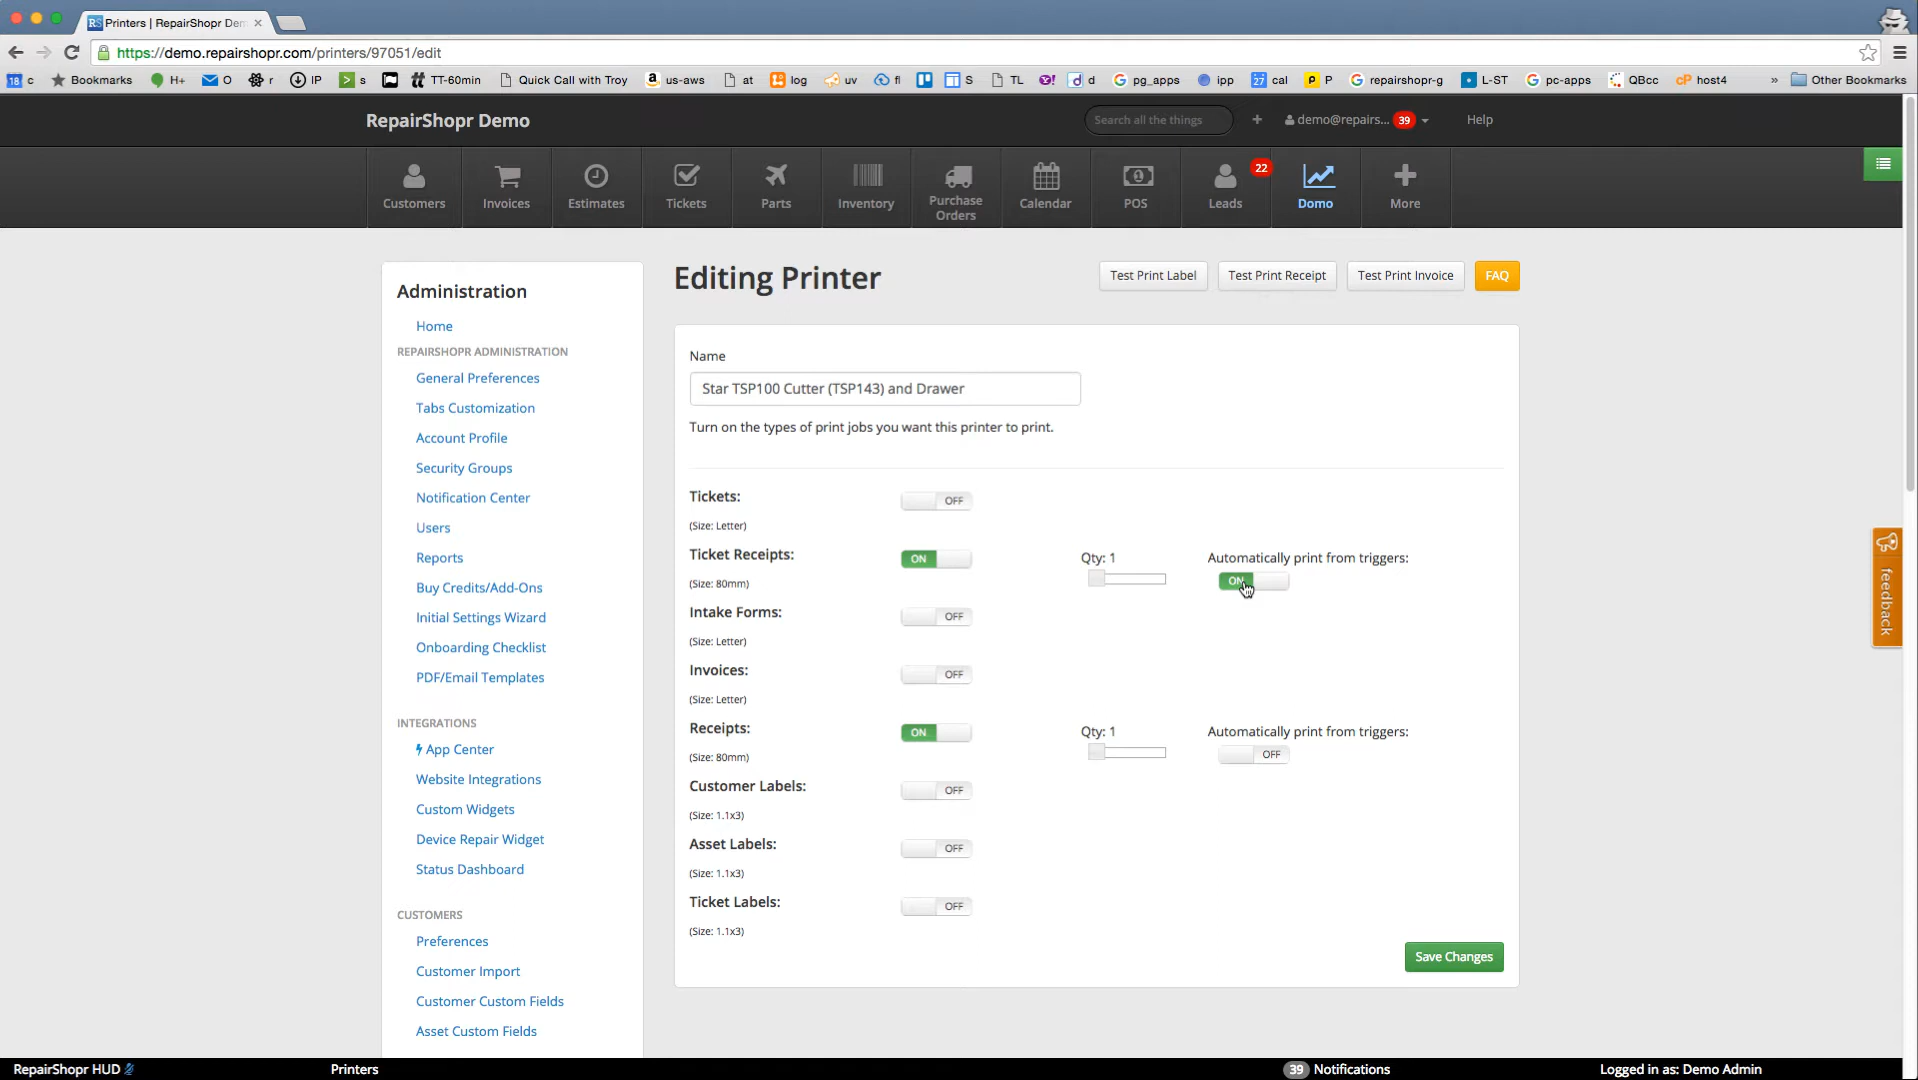 Printers | RepairShopr Dem
https://demo.repairshopr.com/printers/97051/edit
18 c Bookmarks H+ O r IP s TT-60min Quick Call with Troy us-aws at log uv fl S TL d pg_apps ipp 27 cal P repairshopr-g L-ST pc-apps QBcc cP host4 » Other Bookmarks
RepairShopr Demo
Search all the things
demo@repairs... 39
Help
Customers
Invoices
Estimates
Tickets
Parts
Inventory
Purchase
Orders
Calendar
POS
Leads
22
Domo
More
Administration
Home
REPAIRSHOPR ADMINISTRATION
General Preferences
Tabs Customization
Account Profile
Security Groups
Notification Center
Users
Reports
Buy Credits/Add-Ons
Initial Settings Wizard
Onboarding Checklist
PDF/Email Templates
INTEGRATIONS
App Center
Website Integrations
Custom Widgets
Device Repair Widget
Status Dashboard
CUSTOMERS
Preferences
Customer Import
Customer Custom Fields
Asset Custom Fields
Editing Printer
Test Print Label
Test Print Receipt
Test Print Invoice
FAQ
Name
Star TSP100 Cutter (TSP143) and Drawer
Turn on the types of print jobs you want this printer to print.
Tickets: OFF
(Size: Letter)
Ticket Receipts: ON Qty: 1 Automatically print from triggers:
(Size: 80mm) ON
Intake Forms: OFF
(Size: Letter)
Invoices: OFF
(Size: Letter)
Receipts: ON Qty: 1 Automatically print from triggers:
(Size: 80mm) OFF
Customer Labels: OFF
(Size: 1.1x3)
Asset Labels: OFF
(Size: 1.1x3)
Ticket Labels: OFF
(Size: 1.1x3)
Save Changes
feedback
RepairShopr HUD
Printers
39 Notifications
Logged in as: Demo Admin